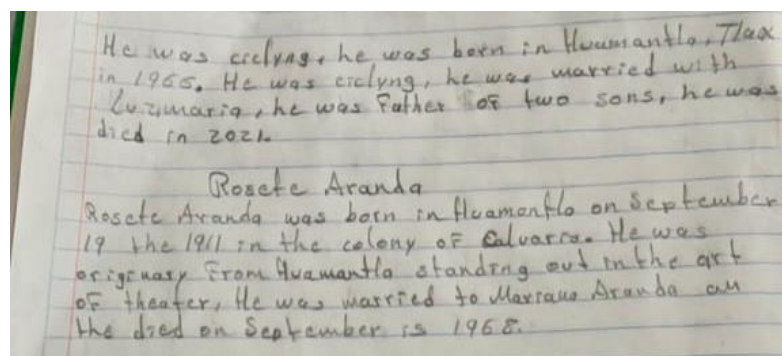 He was ciclyng, he was born in Huumantla, Tlax
in 1966. He was ciclyng, he was married with
Luzmaria, he was Father OF two sons, he was
died in 2021.
Rosete Aranda
Rosete Aranda was born in Huamantla on September
19 the 1911 in the colony OF Calvario. He was
originary From Huamantla standing out in the art
OF theater, He was married to Mariano Aranda an
the died on September is 1968.